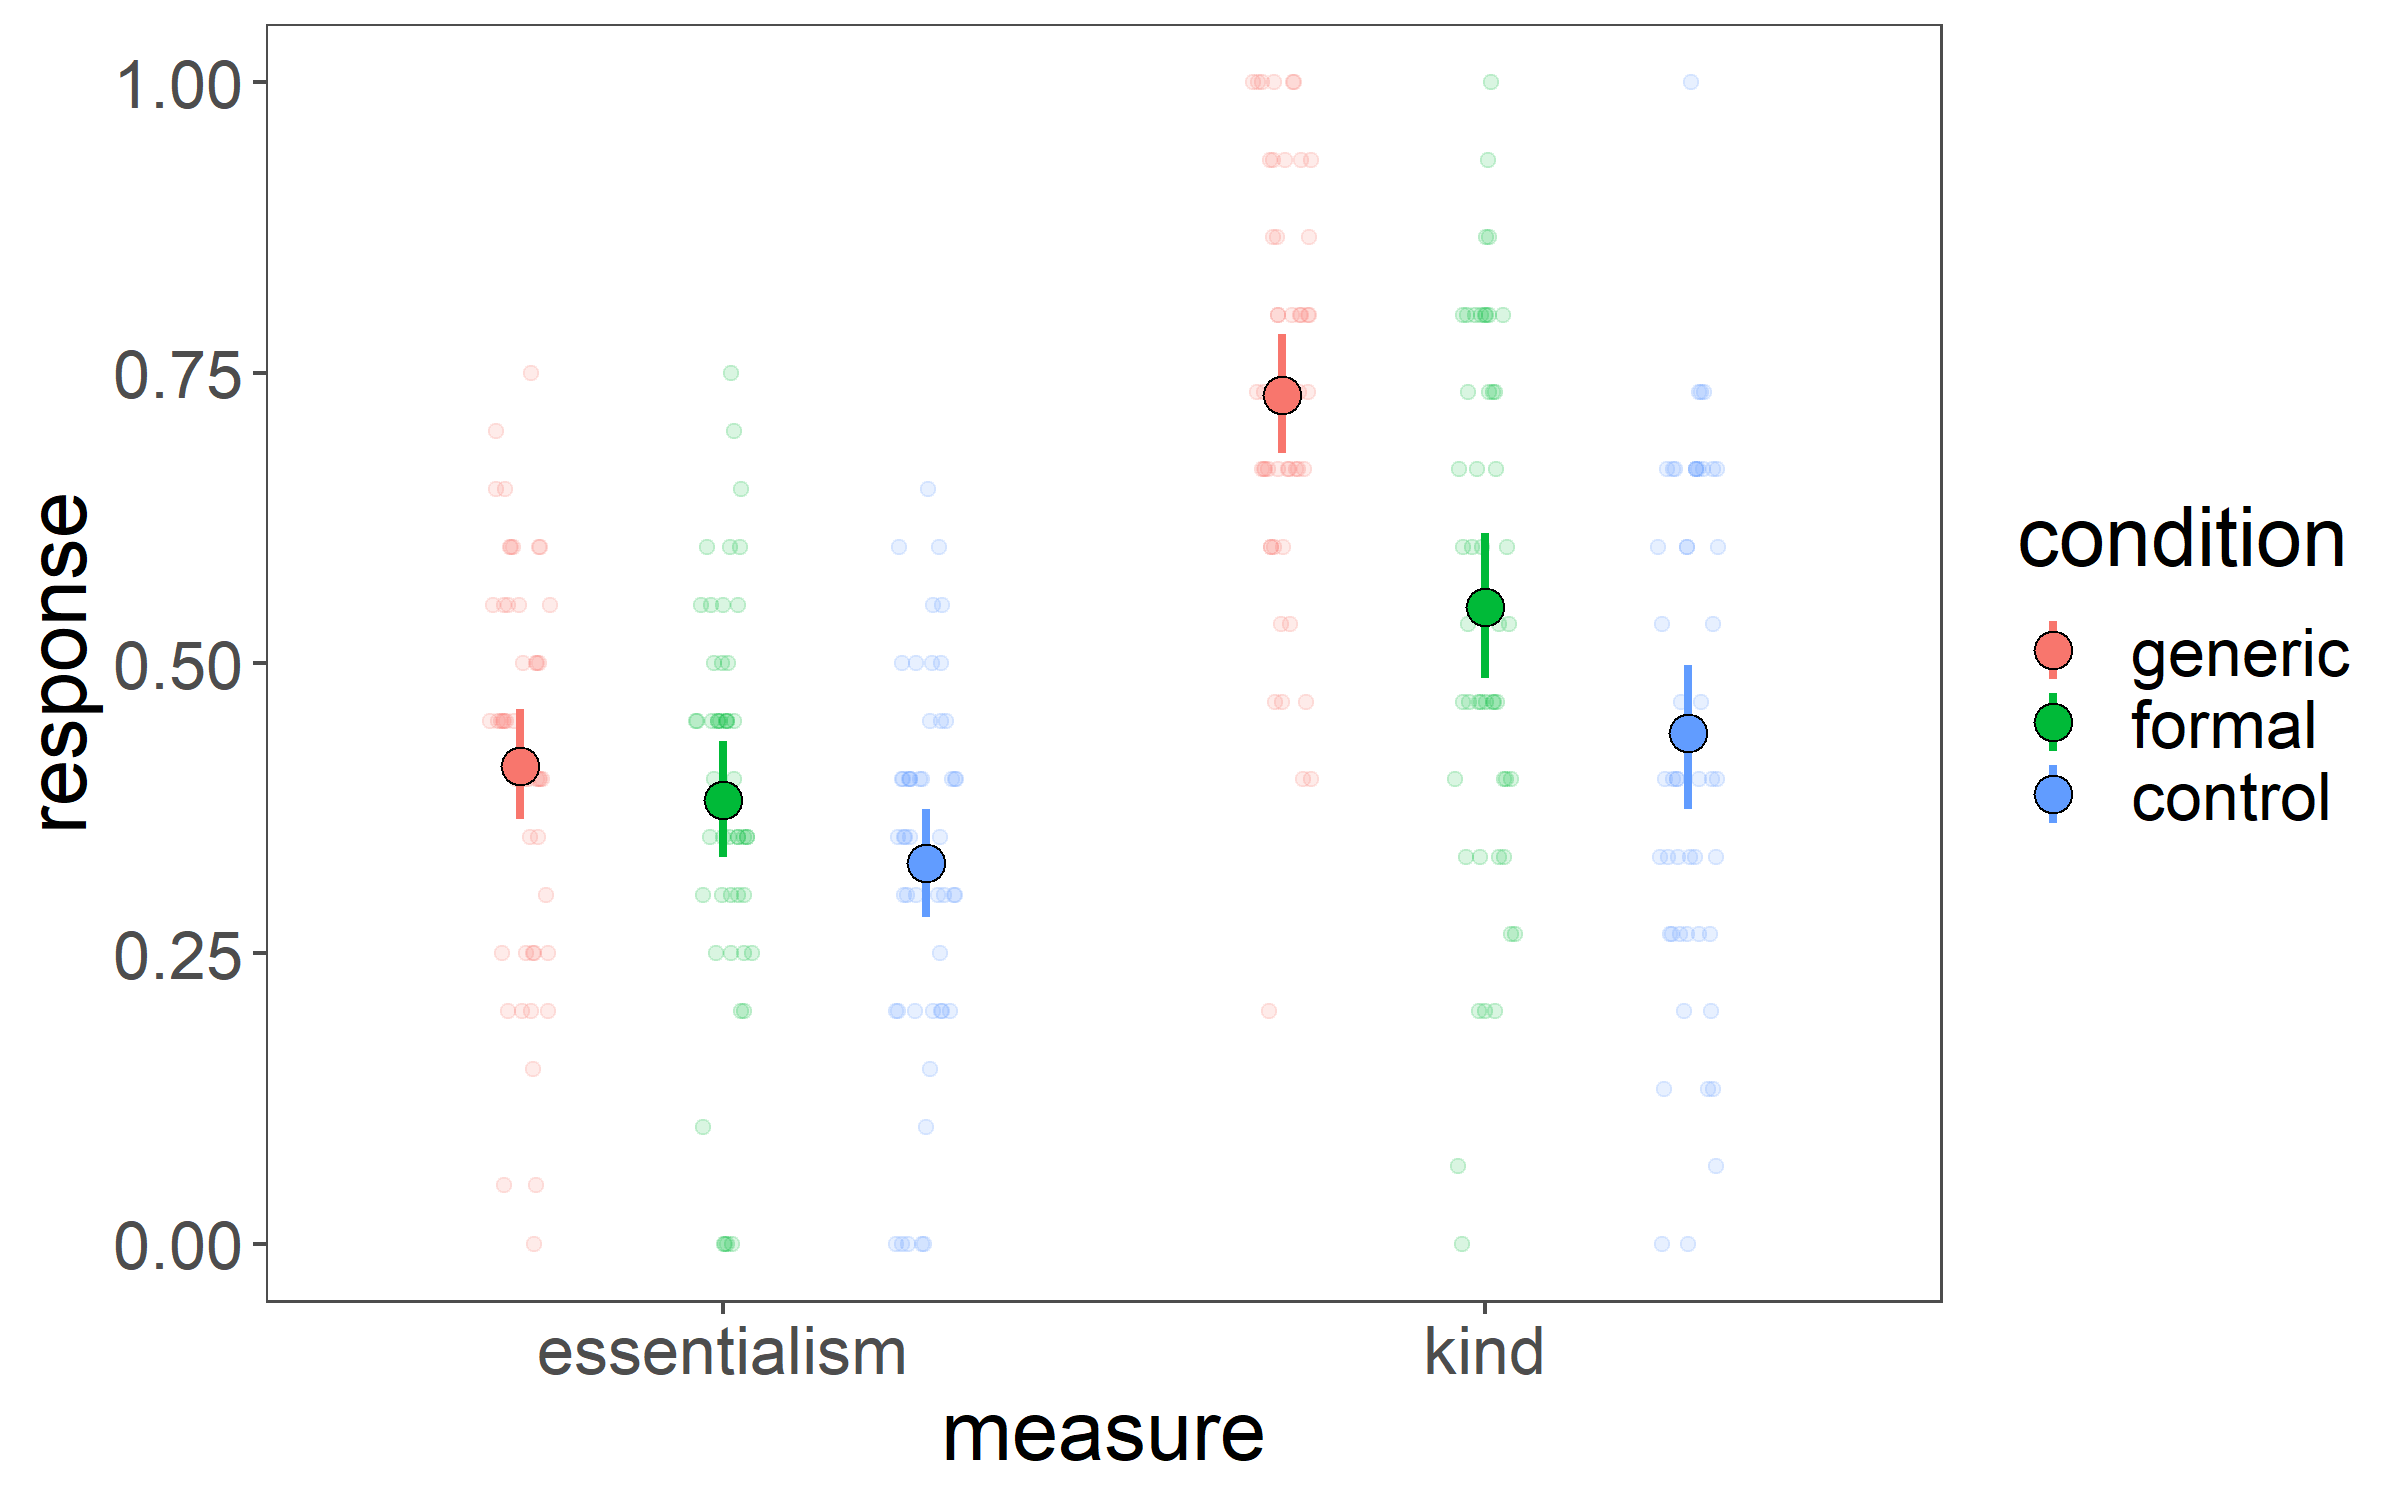 1.00
0.75
0.50
0.25
0.00
response
essentialism
kind
measure
condition
generic
formal
control